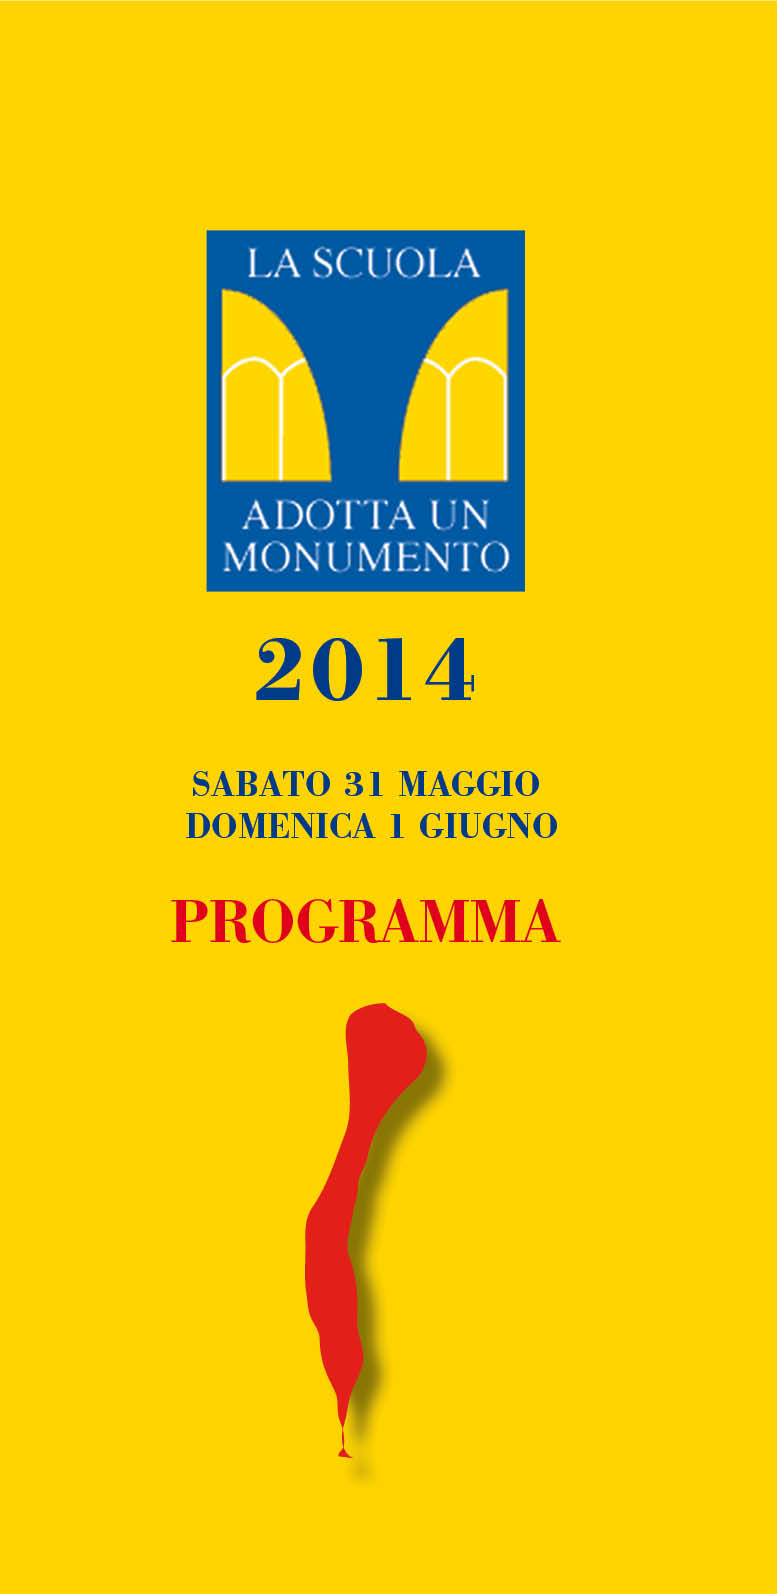 LA SCUOLA
ADOTTA UN
MONUMENTO
2014
SABATO 31 MAGGIO
DOMENICA 1 GIUGNO
PROGRAMMA